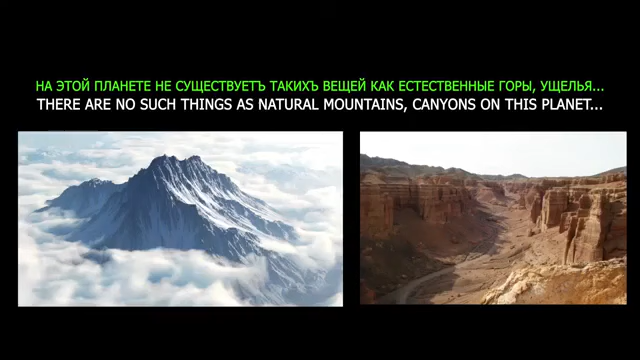 НА ЭТОЙ ПЛАНЕТЕ НЕ СУЩЕСТВУЕТЪ ТАКИХЪ ВЕЩЕЙ КАК ЕСТЕСТВЕННЫЕ ГОРЫ, УЩЕЛЬЯ...
THERE ARE NO SUCH THINGS AS NATURAL MOUNTAINS, CANYONS ON THIS PLANET...